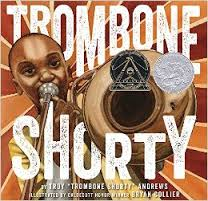 TROMBONE
SHORTY
BY TROY "TROMBONE SHORTY" ANDREWS
ILLUSTRATED BY CALDECOTT HONOR WINNER BRYAN COLLIER